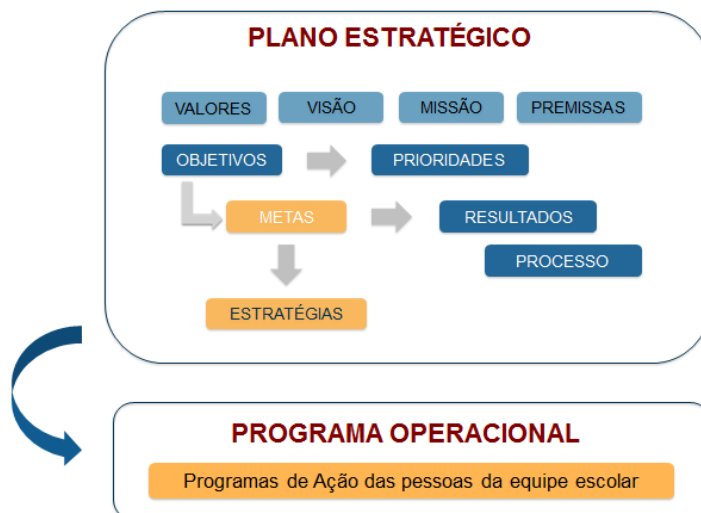 PLANO ESTRATÉGICO
VALORES
VISÃO
MISSÃO
PREMISSAS
OBJETIVOS
PRIORIDADES
METAS
RESULTADOS
PROCESSO
ESTRATÉGIAS
PROGRAMA OPERACIONAL
Programas de Ação das pessoas da equipe escolar